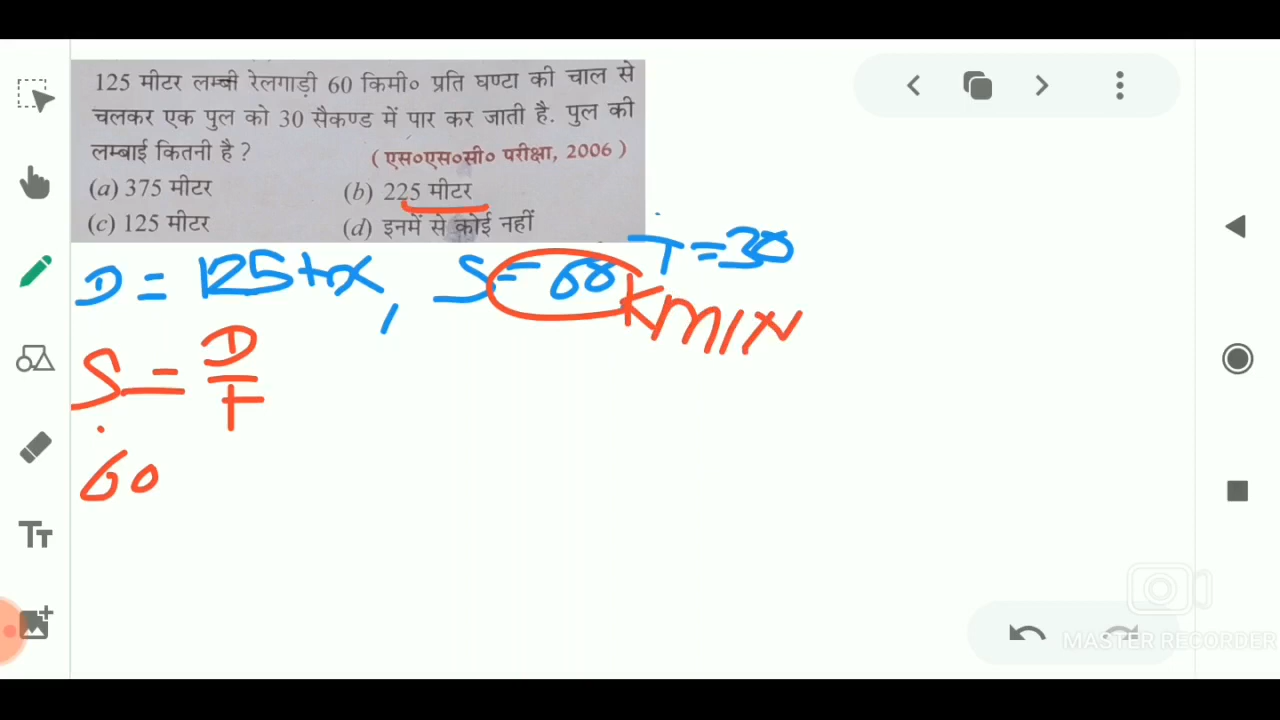 125 मीटर लम्बी रेलगाड़ी 60 किमी० प्रति घण्टा की चाल से
चलकर एक पुल को 30 सैकण्ड में पार कर जाती है. पुल की
लम्बाई कितनी है ?
(एस०एस०सी० परीक्षा, 2006)
(a) 375 मीटर (b) 225 मीटर
(c) 125 मीटर (d) इनमें से कोई नहीं
D = 125+x, S = 60 T = 30
Km/h
S = D/T
60
Tт
MASTER RECORDER